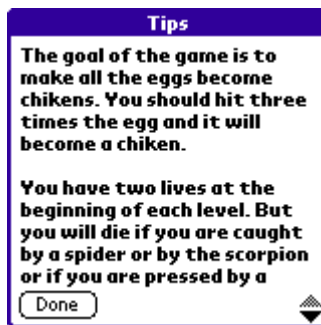 Tips
The goal of the game is to
make all the eggs become
chikens. You should hit three
times the egg and it will
become a chiken.
You have two lives at the
beginning of each level. But
you will die if you are caught
by a spider or by the scorpion
or if you are pressed by a
Done